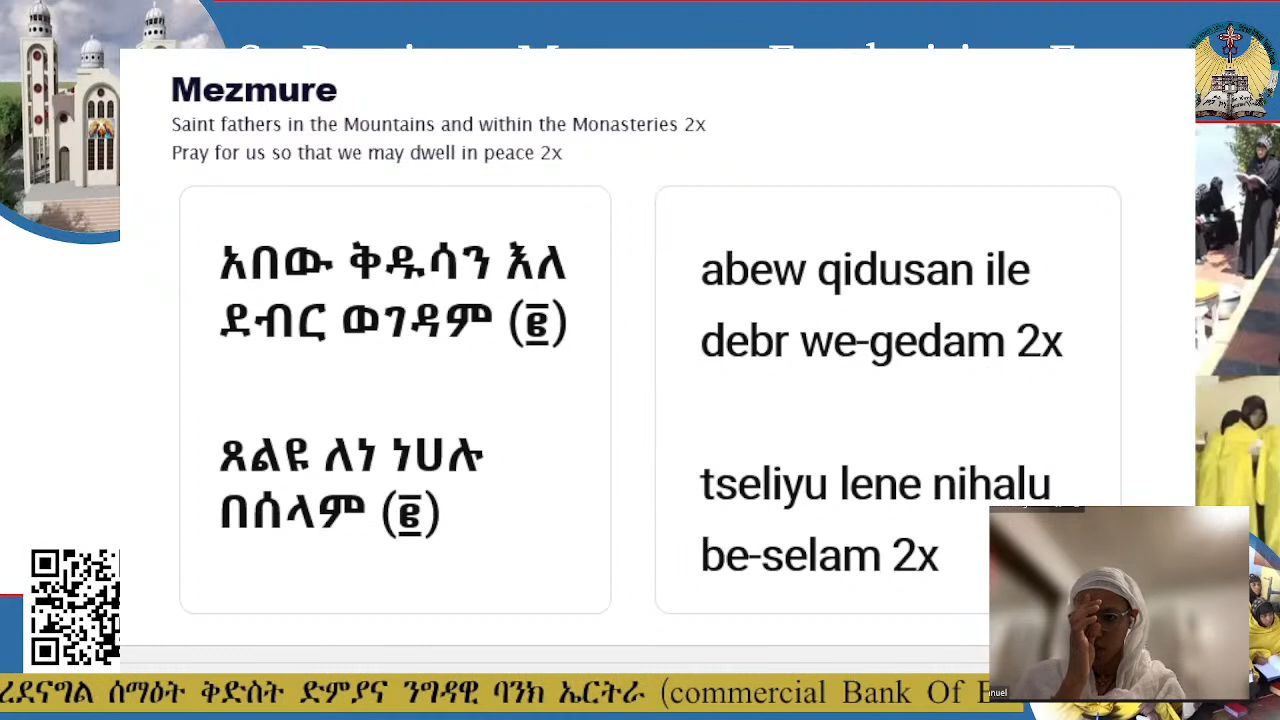 Mezmure
Saint fathers in the Mountains and within the Monasteries 2x
Pray for us so that we may dwell in peace 2x
አበው ቅዱሳን እለ
ደብር ወገዳም (፪)
ጸልዩ ለነ ነሀሉ
በሰላም (፪)
abew qidusan ile
debr we-gedam 2x
tseliyu lene nihalu
be-selam 2x
nuel
ረደናግል ሰማዕት ቅድስት ድምያና ንግዳዊ ባንክ ኤርትራ (commercial Bank Of E